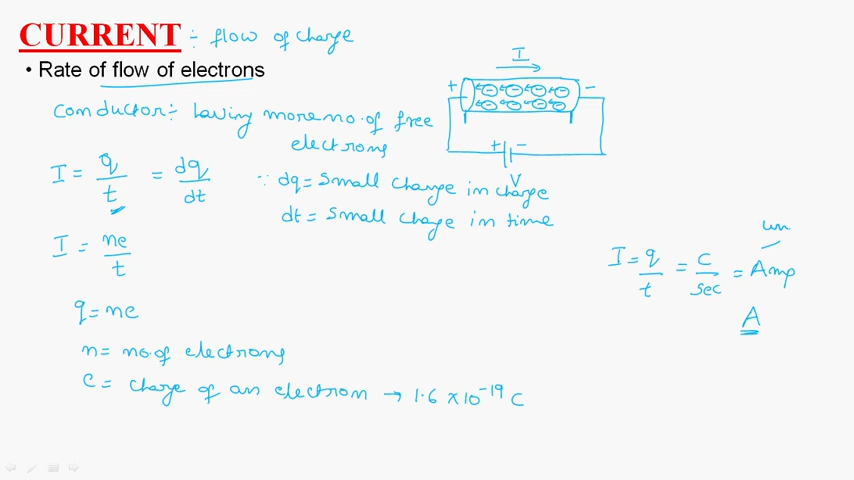 CURRENT ÷ flow of charge
• Rate of flow of electrons
Conductor ÷ having more no. of free
electrons
I
+ −
+ −
V
I = q/t = dq/dt ∵ dq = small change in charge
dt = small charge in time
I = ne/t
I = q/t = C/sec = Amp
un
A
q = ne
n = no. of electrons
e = charge of an electron → 1.6 × 10⁻¹⁹ C